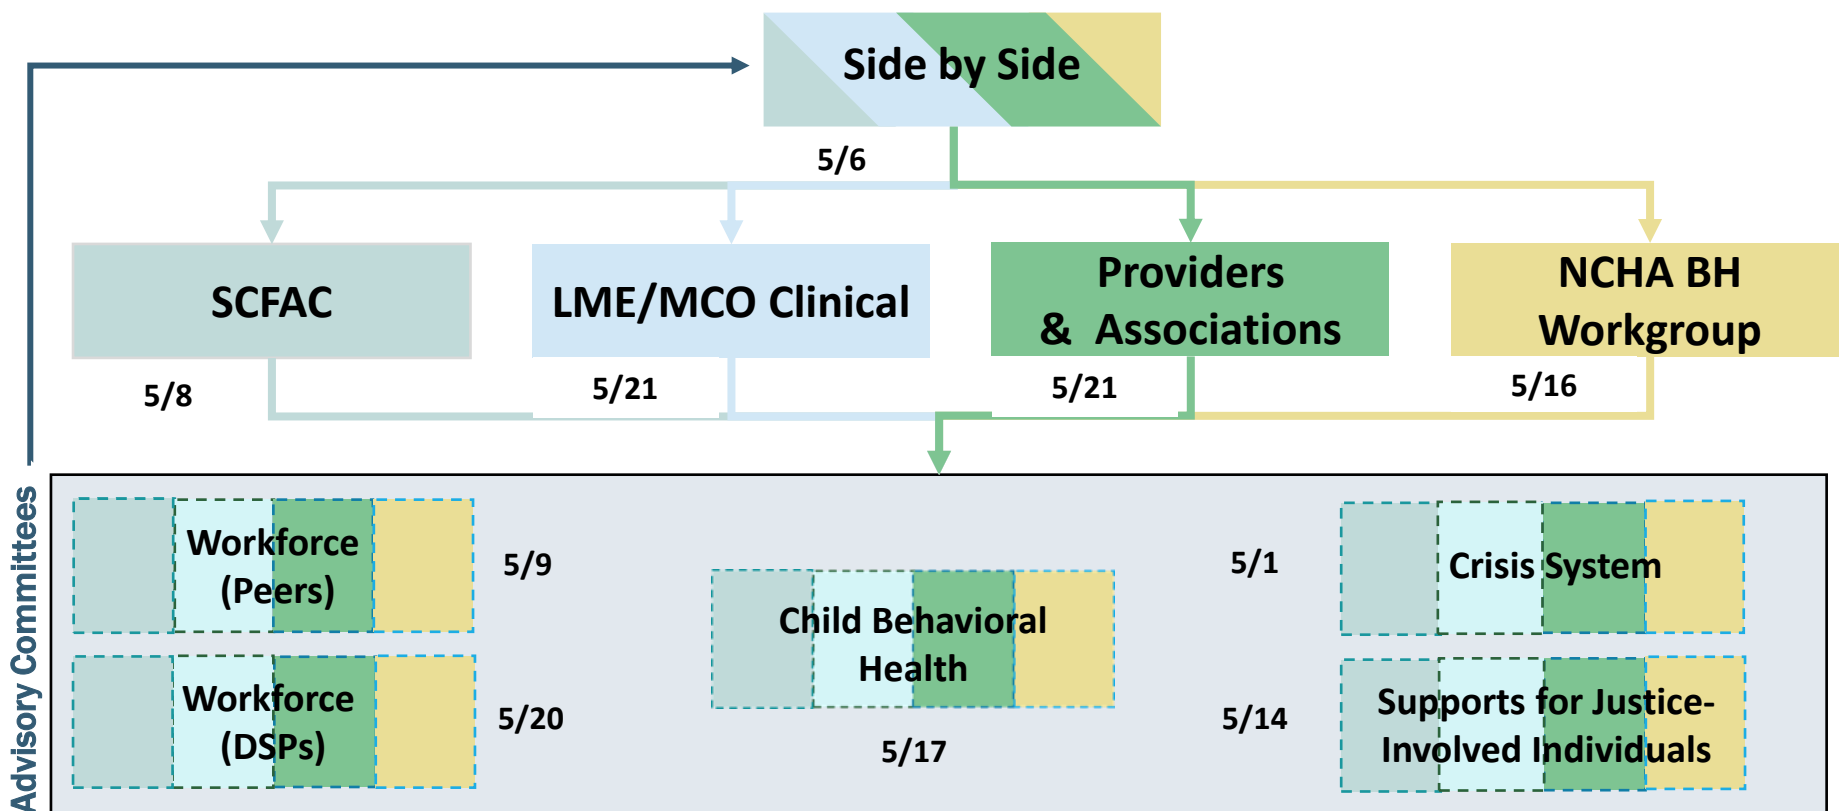 Side by Side
5/6
SCFAC
LME/MCO Clinical
Providers
& Associations
NCHA BH
Workgroup
5/8
5/21
5/21
5/16
Advisory Committees
Workforce
(Peers)
5/9
Workforce
(DSPs)
5/20
Child Behavioral
Health
5/17
5/1
Crisis System
5/14
Supports for Justice-
Involved Individuals